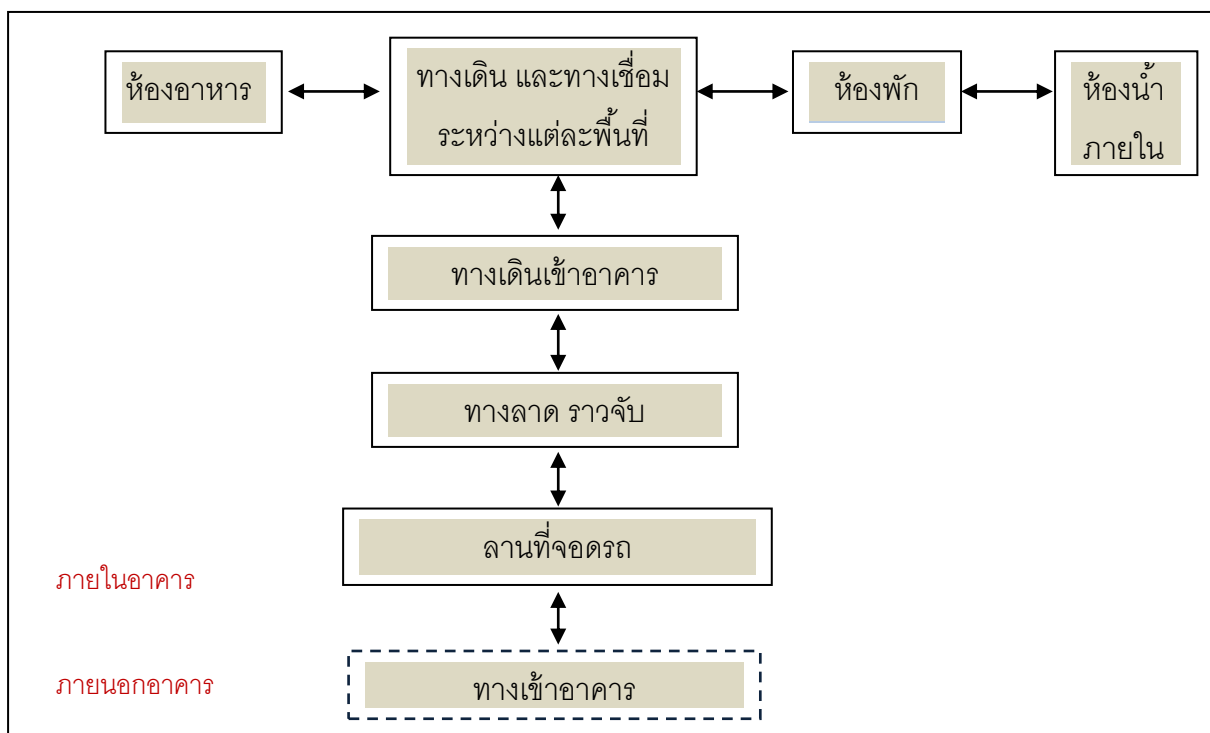 ห้องอาหาร
ทางเดิน และทางเชื่อม
ระหว่างแต่ละพื้นที่
ห้องพัก
ห้องน้ำ
ภายใน
ทางเดินเข้าอาคาร
ทางลาด ราวจับ
ลานที่จอดรถ
ภายในอาคาร
ภายนอกอาคาร
ทางเข้าอาคาร